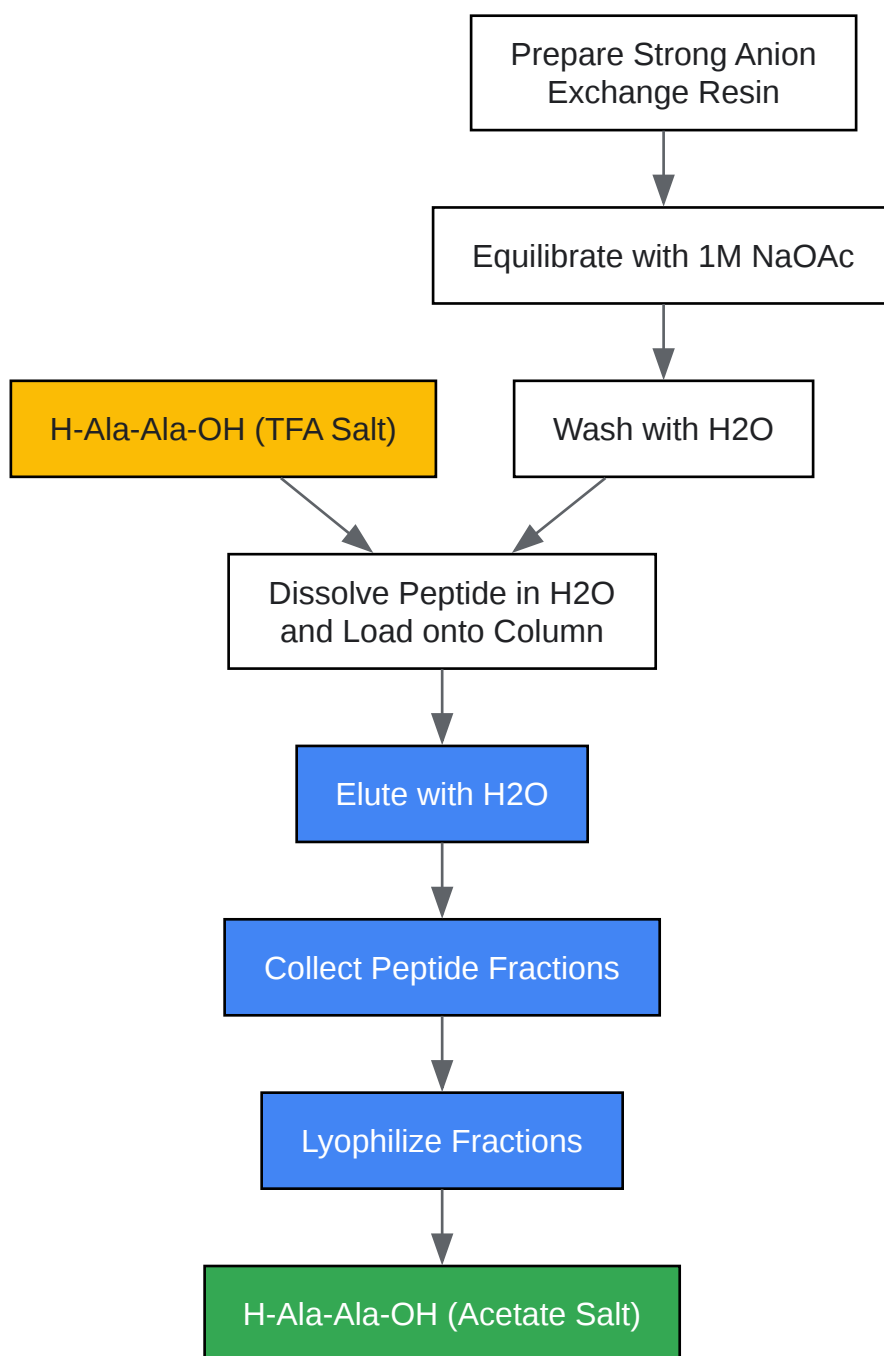 Prepare Strong Anion
Exchange Resin
Equilibrate with 1M NaOAc
H-Ala-Ala-OH (TFA Salt)
Wash with H2O
Dissolve Peptide in H2O
and Load onto Column
Elute with H2O
Collect Peptide Fractions
Lyophilize Fractions
H-Ala-Ala-OH (Acetate Salt)